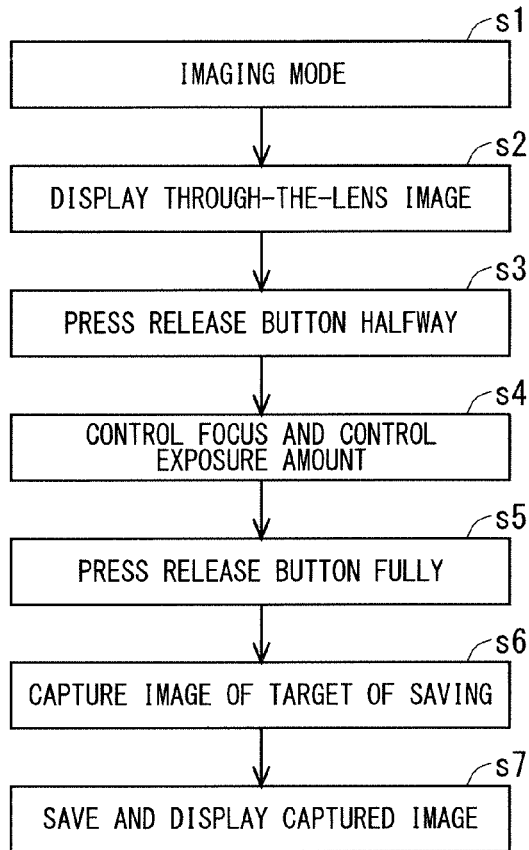 s1
IMAGING MODE
s2
DISPLAY THROUGH-THE-LENS IMAGE
s3
PRESS RELEASE BUTTON HALFWAY
s4
CONTROL FOCUS AND CONTROL
EXPOSURE AMOUNT
s5
PRESS RELEASE BUTTON FULLY
s6
CAPTURE IMAGE OF TARGET OF SAVING
s7
SAVE AND DISPLAY CAPTURED IMAGE